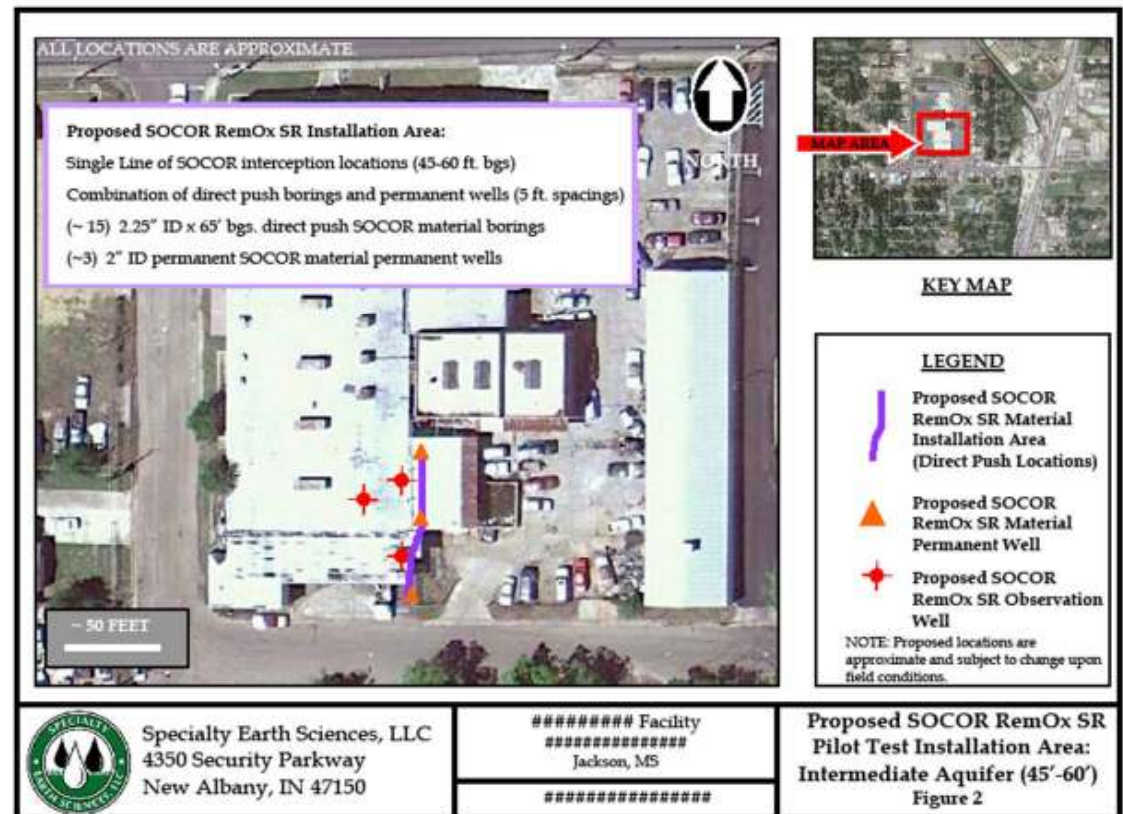 ALL LOCATIONS ARE APPROXIMATE.
Proposed SOCOR RemOx SR Installation Area:
Single Line of SOCOR interception locations (45-60 ft. bgs)
Combination of direct push borings and permanent wells (5 ft. spacings)
(~ 15) 2.25" ID x 65' bgs. direct push SOCOR material borings
(~3) 2" ID permanent SOCOR material permanent wells
NORTH
~ 50 FEET
MAP AREA
KEY MAP
LEGEND
Proposed SOCOR
RemOx SR Material
Installation Area
(Direct Push Locations)
Proposed SOCOR
RemOx SR Material
Permanent Well
Proposed SOCOR
RemOx SR Observation
Well
NOTE: Proposed locations are
approximate and subject to change upon
field conditions.
SPECIALTY
EARTH SCIENCES, LLC
Specialty Earth Sciences, LLC
4350 Security Parkway
New Albany, IN 47150
######### Facility
###############
Jackson, MS
################
Proposed SOCOR RemOx SR
Pilot Test Installation Area:
Intermediate Aquifer (45'-60')
Figure 2